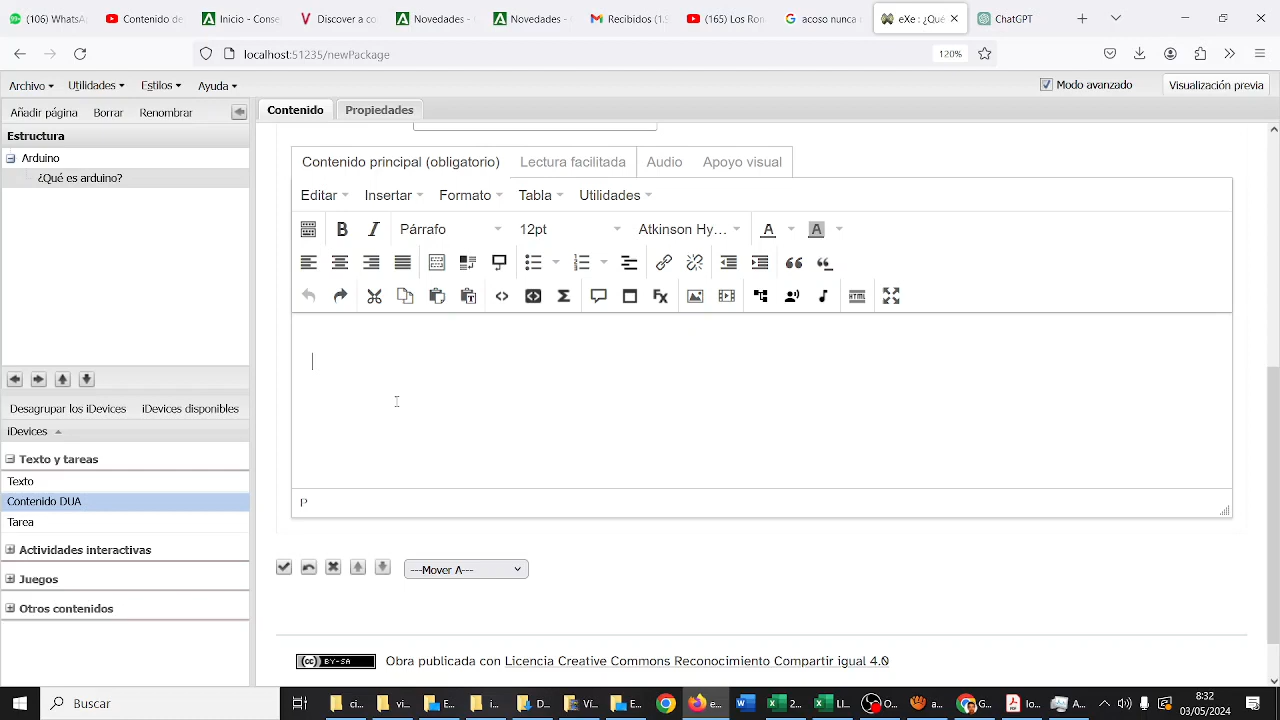 (106) WhatsA
Contenido de
Inicio - Conse
Discover a co
Novedades -
Novedades -
Recibidos (1.9
(165) Los Ron
acoso nunca
eXe : ¿Qué
ChatGPT
localhost:51235/newPackage
120%
Archivo
Utilidades
Estilos
Ayuda
Modo avanzado
Visualización previa
Añadir página
Borrar
Renombrar
Contenido
Propiedades
Estructura
Arduino
¿Qué es arduino?
Contenido principal (obligatorio)
Lectura facilitada
Audio
Apoyo visual
Editar
Insertar
Formato
Tabla
Utilidades
B
I
Párrafo
12pt
Atkinson Hy...
A
A
HTML
P
Desagrupar los iDevices
iDevices disponibles
iDevices
Texto y tareas
Texto
Contenido DUA
Tarea
Actividades interactivas
Juegos
Otros contenidos
---Mover A---
(cc) BY-SA
Obra publicada con Licencia Creative Commons Reconocimiento Compartir igual 4.0
Buscar
8:32
03/05/2024